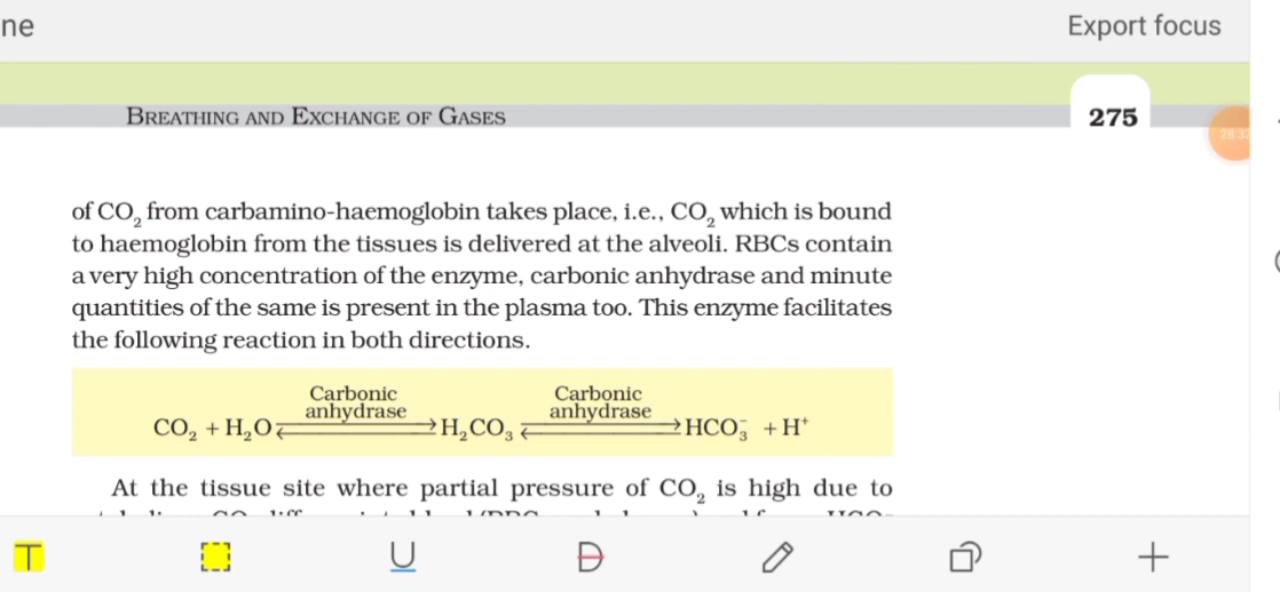 ne
Export focus
BREATHING AND EXCHANGE OF GASES
275
of CO₂ from carbamino-haemoglobin takes place, i.e., CO₂ which is bound
to haemoglobin from the tissues is delivered at the alveoli. RBCs contain
a very high concentration of the enzyme, carbonic anhydrase and minute
quantities of the same is present in the plasma too. This enzyme facilitates
the following reaction in both directions.
Carbonic Carbonic
anhydrase anhydrase
CO₂ + H₂O ⇌ H₂CO₃ ⇌ HCO₃⁻ + H⁺
At the tissue site where partial pressure of CO₂ is high due to